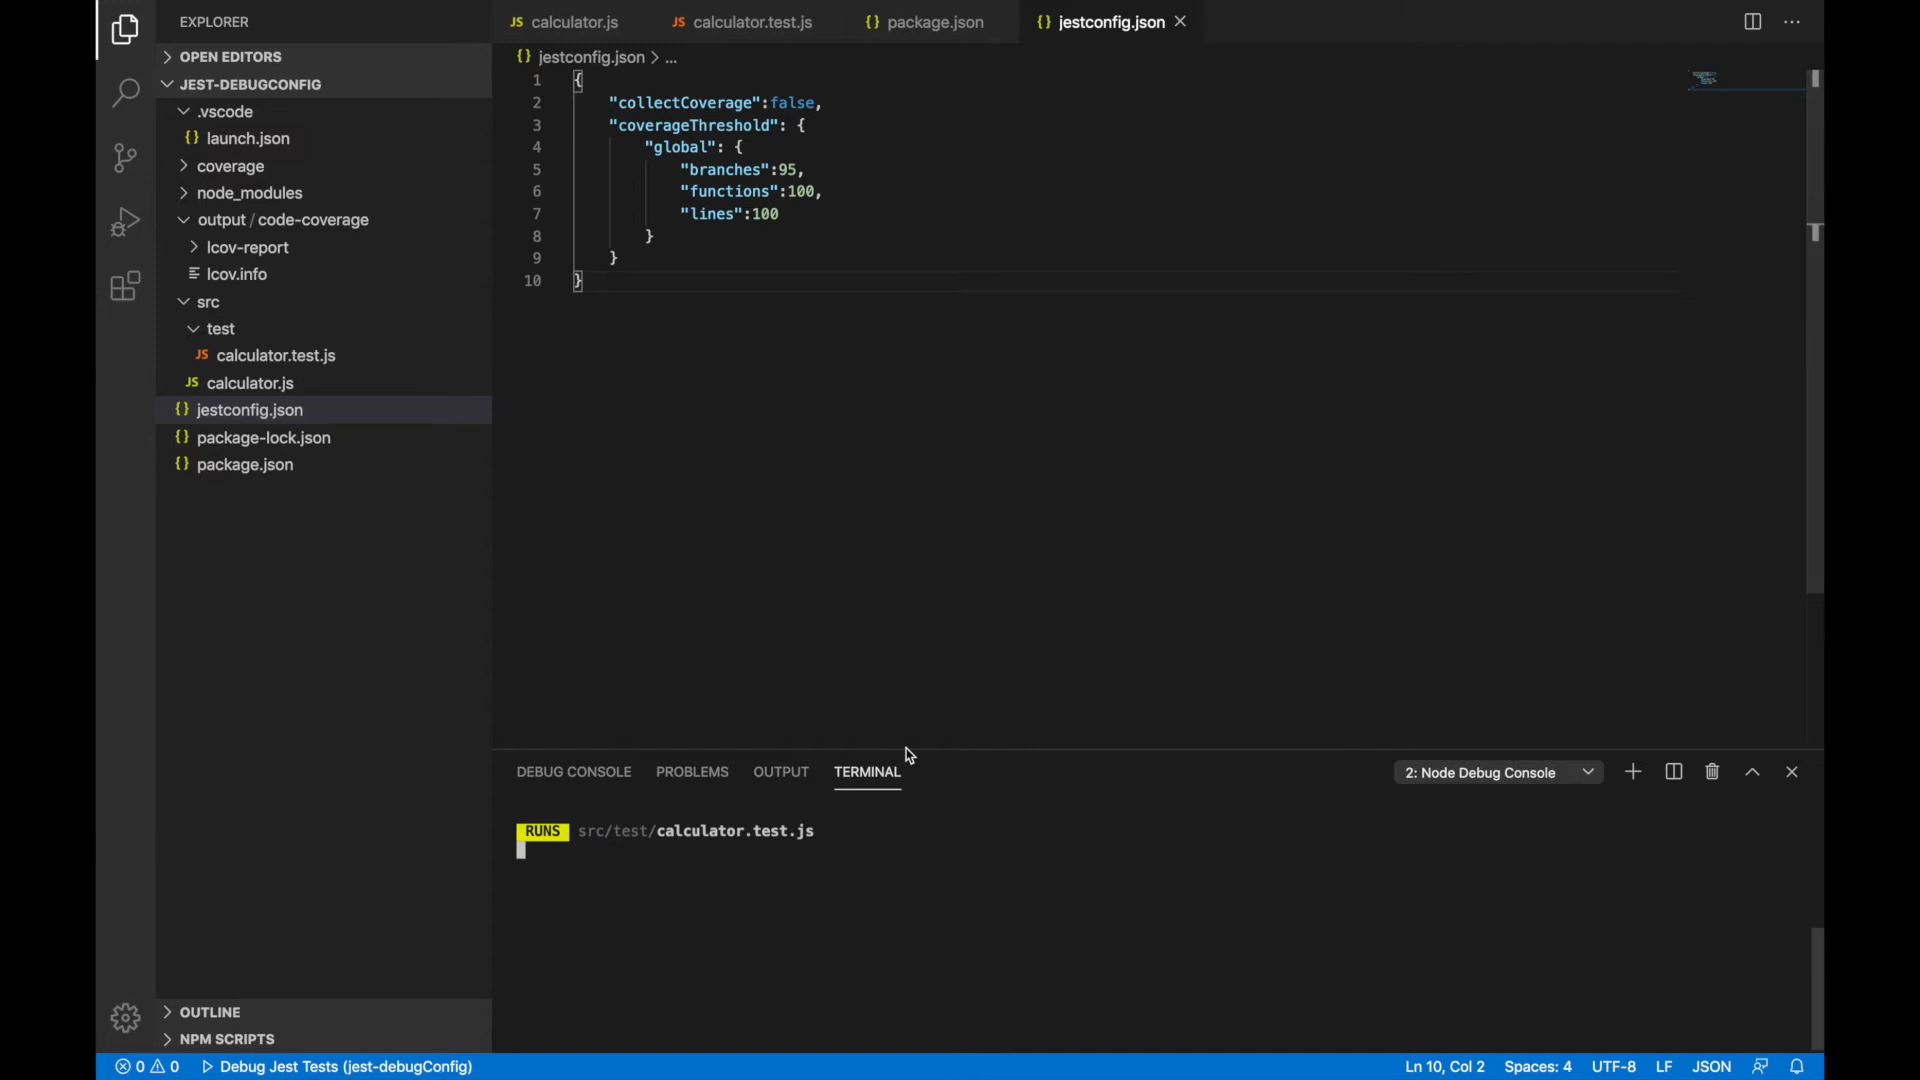 EXPLORER
OPEN EDITORS
JEST-DEBUGCONFIG
.vscode
{} launch.json
coverage
node_modules
output / code-coverage
lcov-report
lcov.info
src
test
JS calculator.test.js
JS calculator.js
{} jestconfig.json
{} package-lock.json
{} package.json
OUTLINE
NPM SCRIPTS
JS calculator.js
JS calculator.test.js
{} package.json
{} jestconfig.json
{} jestconfig.json > ...
1 {
2 "collectCoverage":false,
3 "coverageThreshold": {
4 "global": {
5 "branches":95,
6 "functions":100,
7 "lines":100
8 }
9 }
10 }
DEBUG CONSOLE PROBLEMS OUTPUT TERMINAL 2: Node Debug Console
RUNS src/test/calculator.test.js
0 0 Debug Jest Tests (jest-debugConfig) Ln 10, Col 2 Spaces: 4 UTF-8 LF JSON